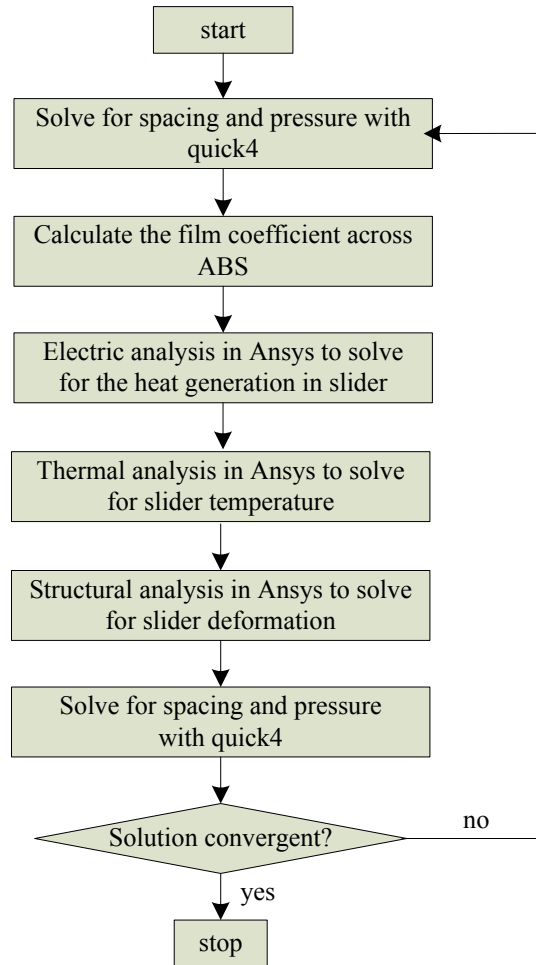 start
Solve for spacing and pressure with
quick4
Calculate the film coefficient across
ABS
Electric analysis in Ansys to solve
for the heat generation in slider
Thermal analysis in Ansys to solve
for slider temperature
Structural analysis in Ansys to solve
for slider deformation
Solve for spacing and pressure
with quick4
Solution convergent?
no
yes
stop